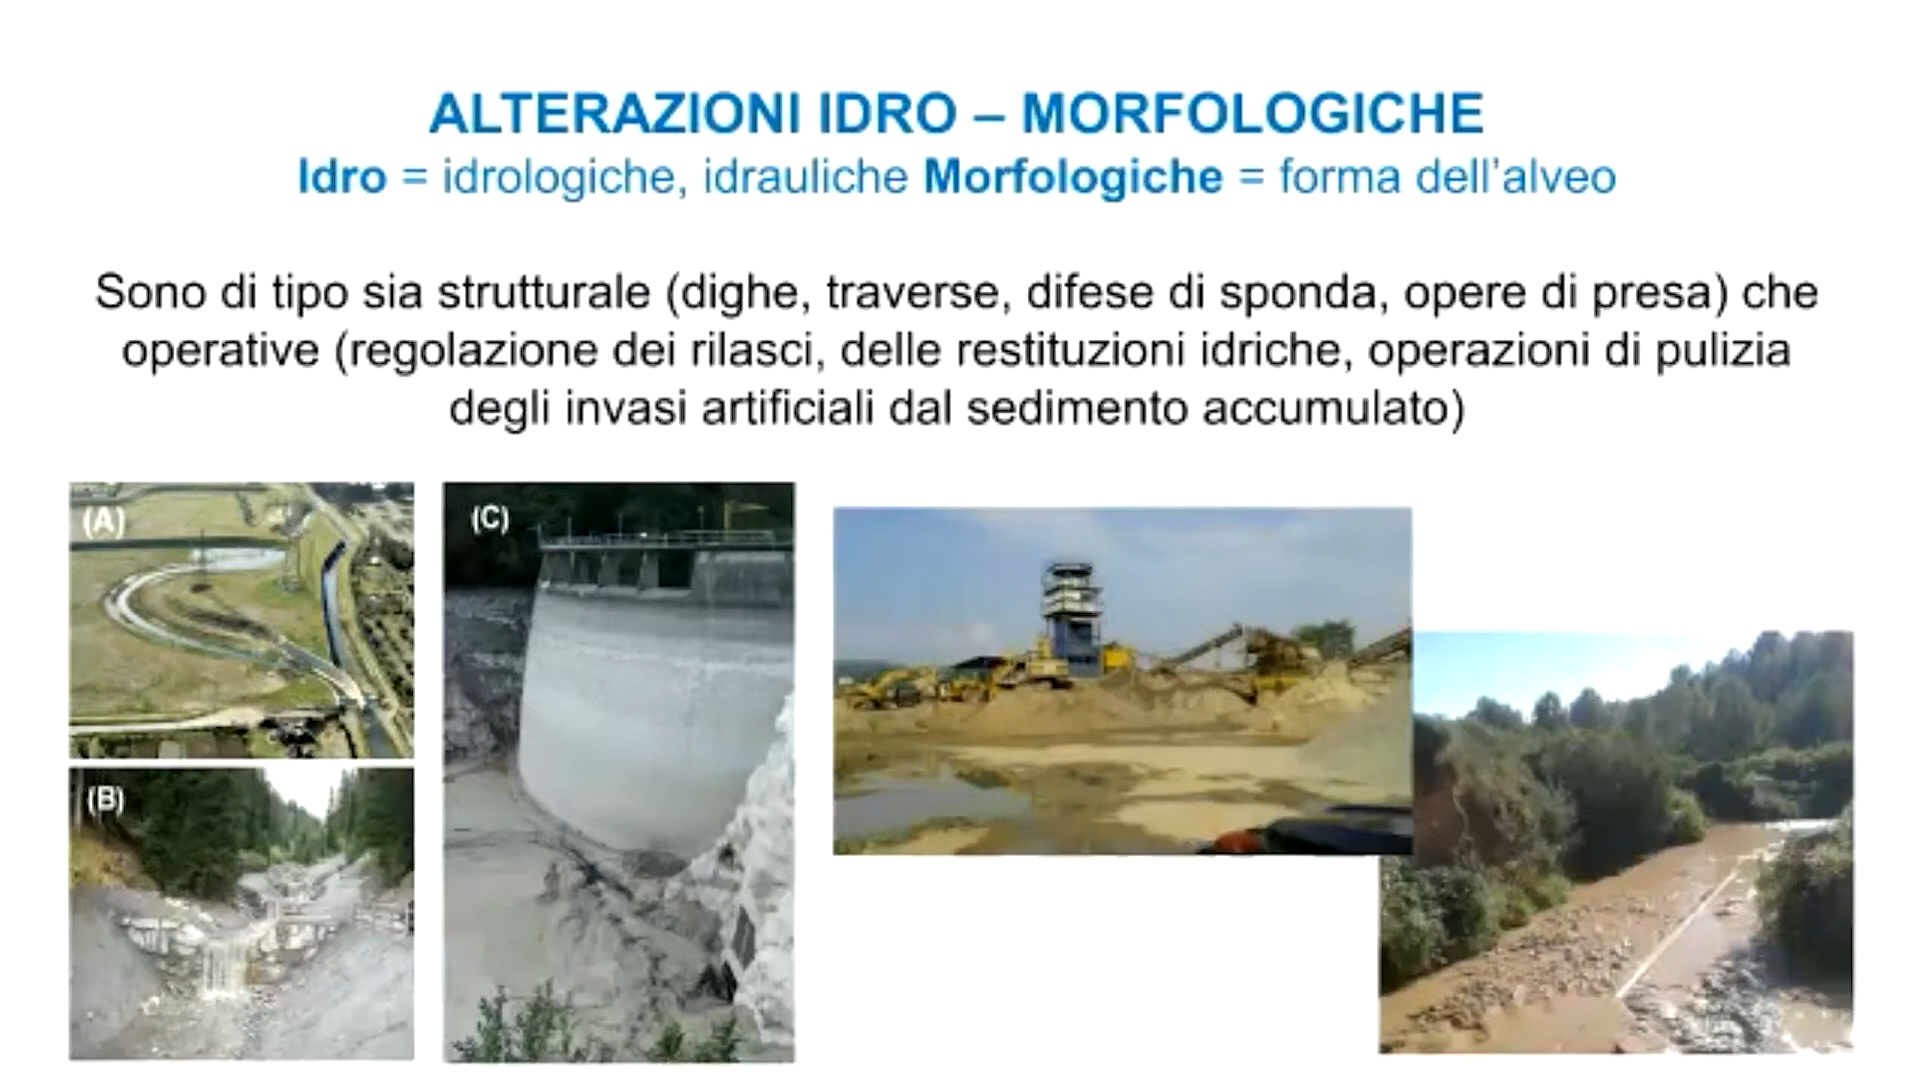 ALTERAZIONI IDRO – MORFOLOGICHE
Idro = idrologiche, idrauliche Morfologiche = forma dell'alveo
Sono di tipo sia strutturale (dighe, traverse, difese di sponda, opere di presa) che
operative (regolazione dei rilasci, delle restituzioni idriche, operazioni di pulizia
degli invasi artificiali dal sedimento accumulato)
(A)
(C)
(B)